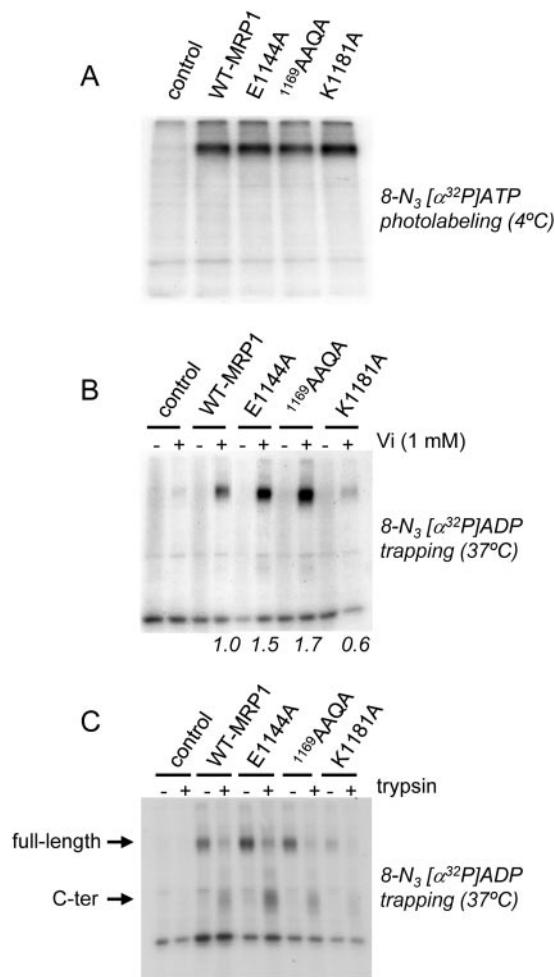 A
control WT-MRP1 E1144A ¹¹⁶⁹AAQA K1181A
8-N₃ [α³²P]ATP
photolabeling (4ºC)
B
control WT-MRP1 E1144A ¹¹⁶⁹AAQA K1181A
- + - + - + - + - + Vi (1 mM)
8-N₃ [α³²P]ADP
trapping (37ºC)
1.0 1.5 1.7 0.6
C
control WT-MRP1 E1144A ¹¹⁶⁹AAQA K1181A
- + - + - + - + - + trypsin
full-length
8-N₃ [α³²P]ADP
C-ter
trapping (37ºC)